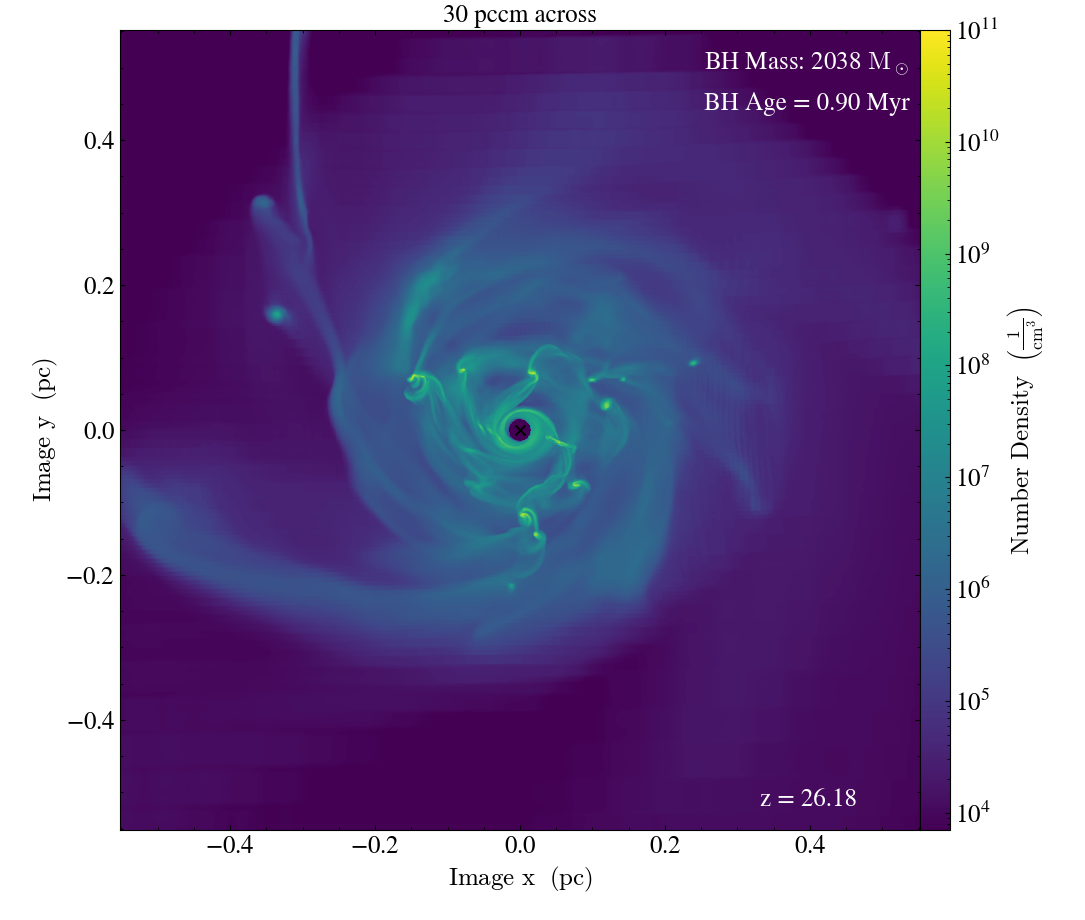 30 pccm across
BH Mass: 2038 M☉
BH Age = 0.90 Myr
z = 26.18
0.4
0.2
0.0
−0.2
−0.4
Image y (pc)
−0.4 −0.2 0.0 0.2 0.4
Image x (pc)
10¹¹
10¹⁰
10⁹
10⁸
10⁷
10⁶
10⁵
10⁴
Number Density (1/cm³)